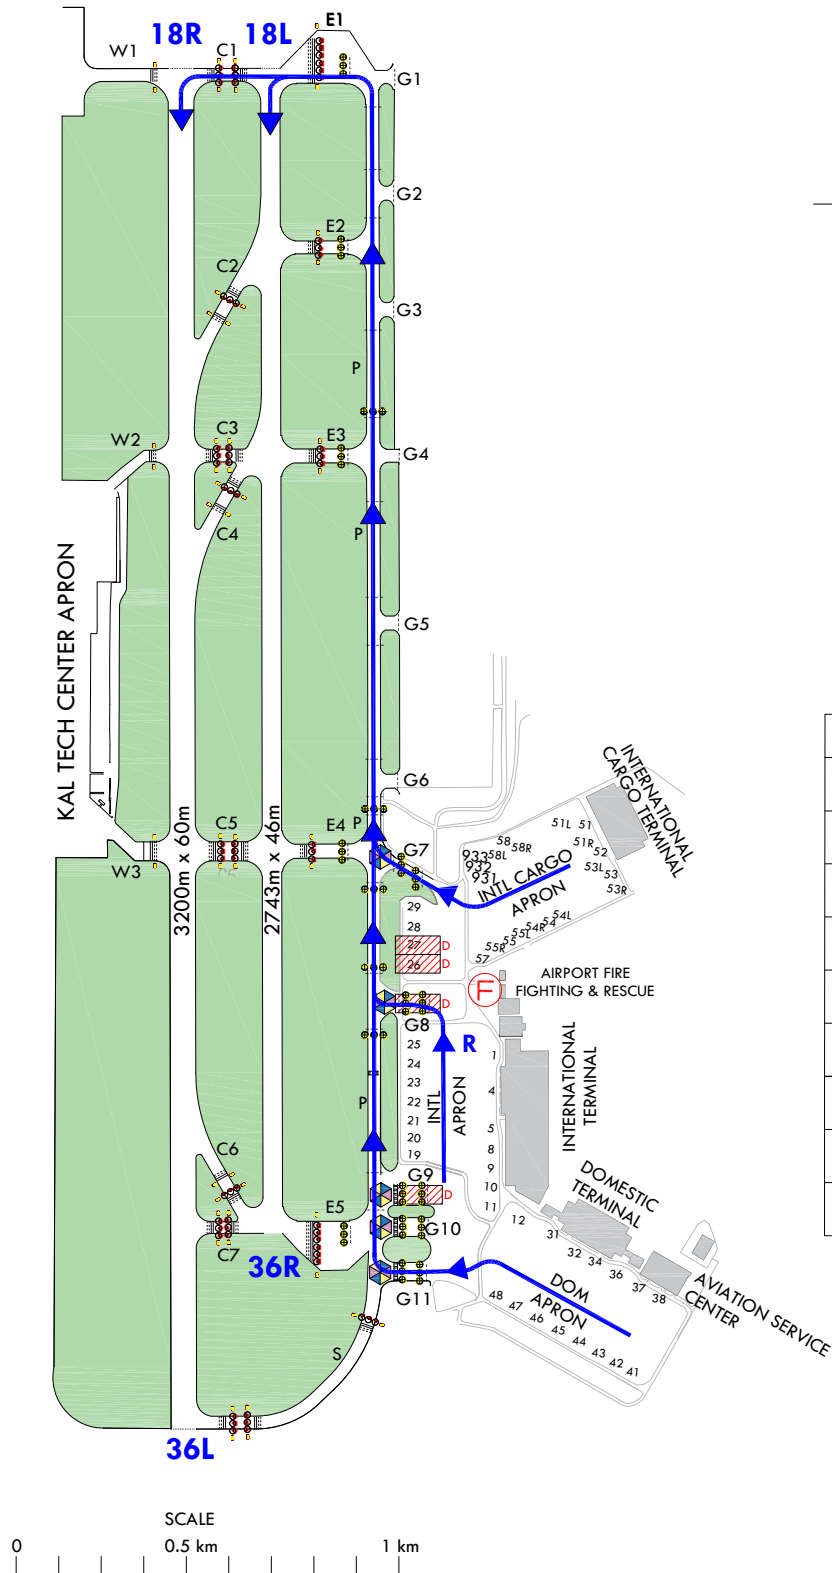 E1
18R
18L
W1
C1
G1
G2
E2
C2
G3
P
C3
E3
W2
G4
C4
P
KAL TECH CENTER APRON
G5
G6
INTERNATIONAL
CARGO TERMINAL
3200m x 60m
2743m x 46m
C5
E4
P
G7
W3
51L
51
58
58R
51R
52
933
58L
932
931
53L
53
53R
INTL CARGO
APRON
54L
54
54R
55L
55
55R
57
29
28
27
D
26
D
F
AIRPORT FIRE
FIGHTING & RESCUE
D
G8
R
25
24
23
22
21
20
19
INTL
APRON
1
4
5
8
9
10
11
INTERNATIONAL
TERMINAL
P
C6
G9
D
DOMESTIC
TERMINAL
E5
G10
12
31
32
34
36
37
38
C7
36R
G11
DOM
APRON
AVIATION SERVICE
CENTER
48
47
46
45
44
43
42
41
S
36L
SCALE
0
0.5 km
1 km